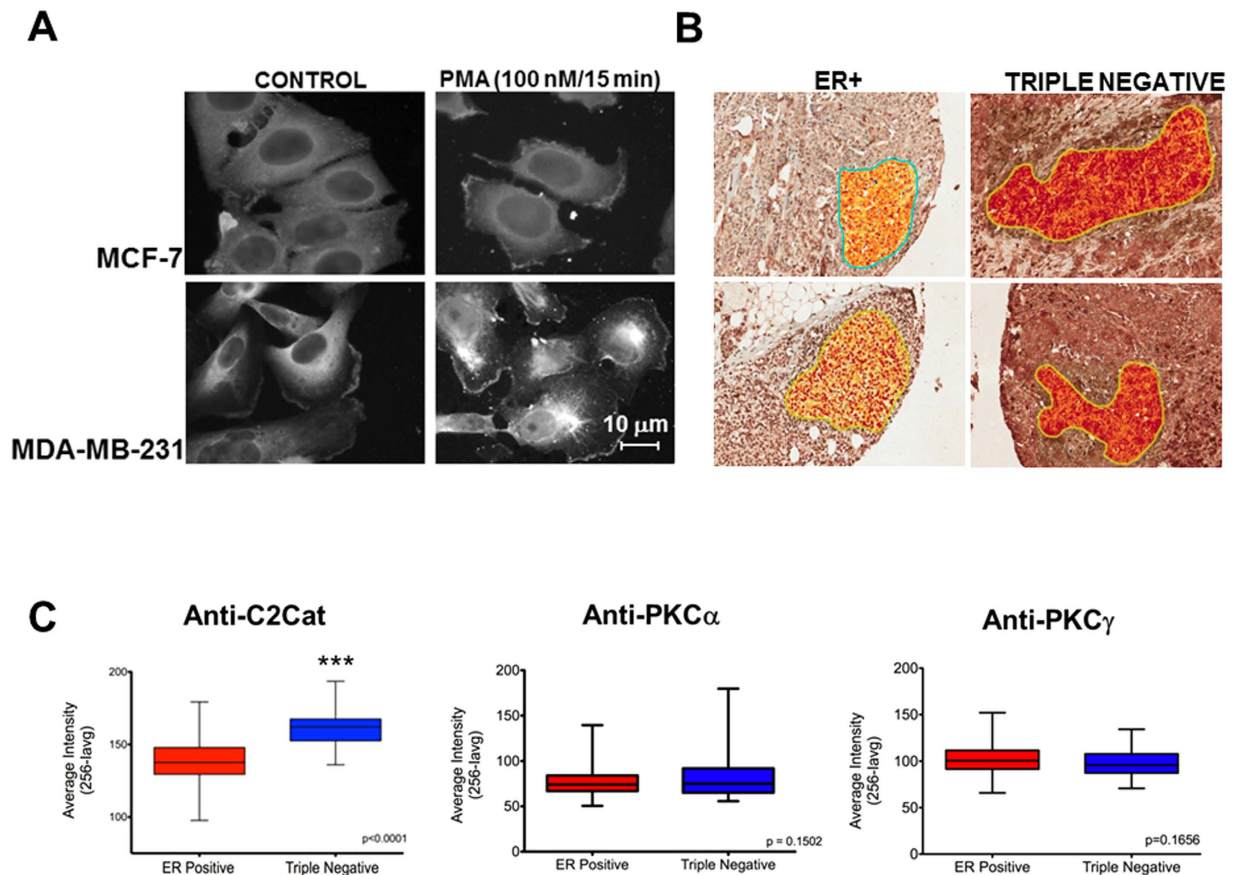 A
B
CONTROL
PMA (100 nM/15 min)
ER+
TRIPLE NEGATIVE
MCF-7
MDA-MB-231
10 μm
C
Anti-C2Cat
Anti-PKCα
Anti-PKCγ
Average Intensity
(256-Iavg)
200
150
100
***
p<0.0001
ER Positive
Triple Negative
Average Intensity
(256-Iavg)
200
150
100
50
0
p = 0.1502
ER Positive
Triple Negative
Average Intensity
(256-Iavg)
200
150
100
50
0
p=0.1656
ER Positive
Triple Negative